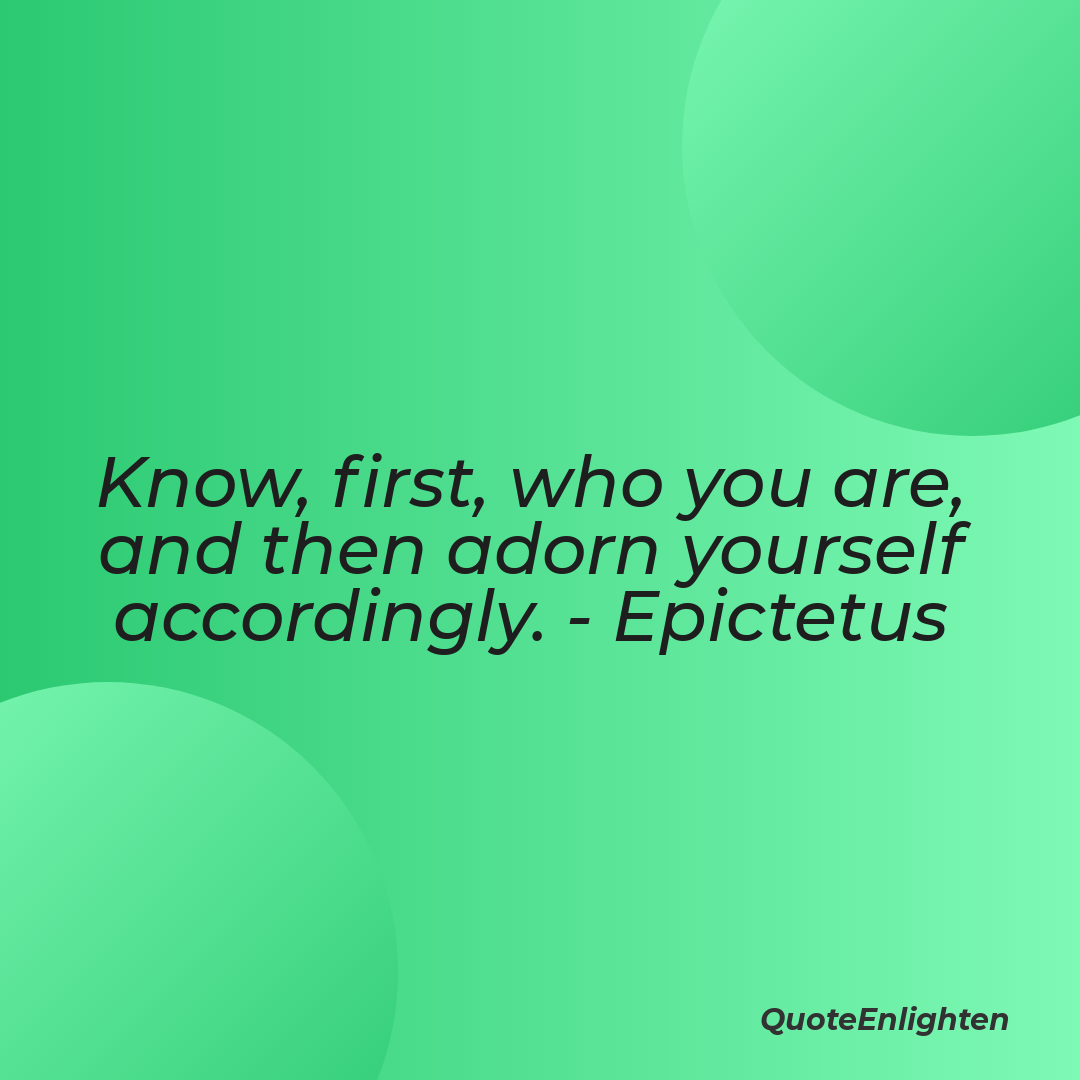 Know, first, who you are,
and then adorn yourself
accordingly. - Epictetus
QuoteEnlighten